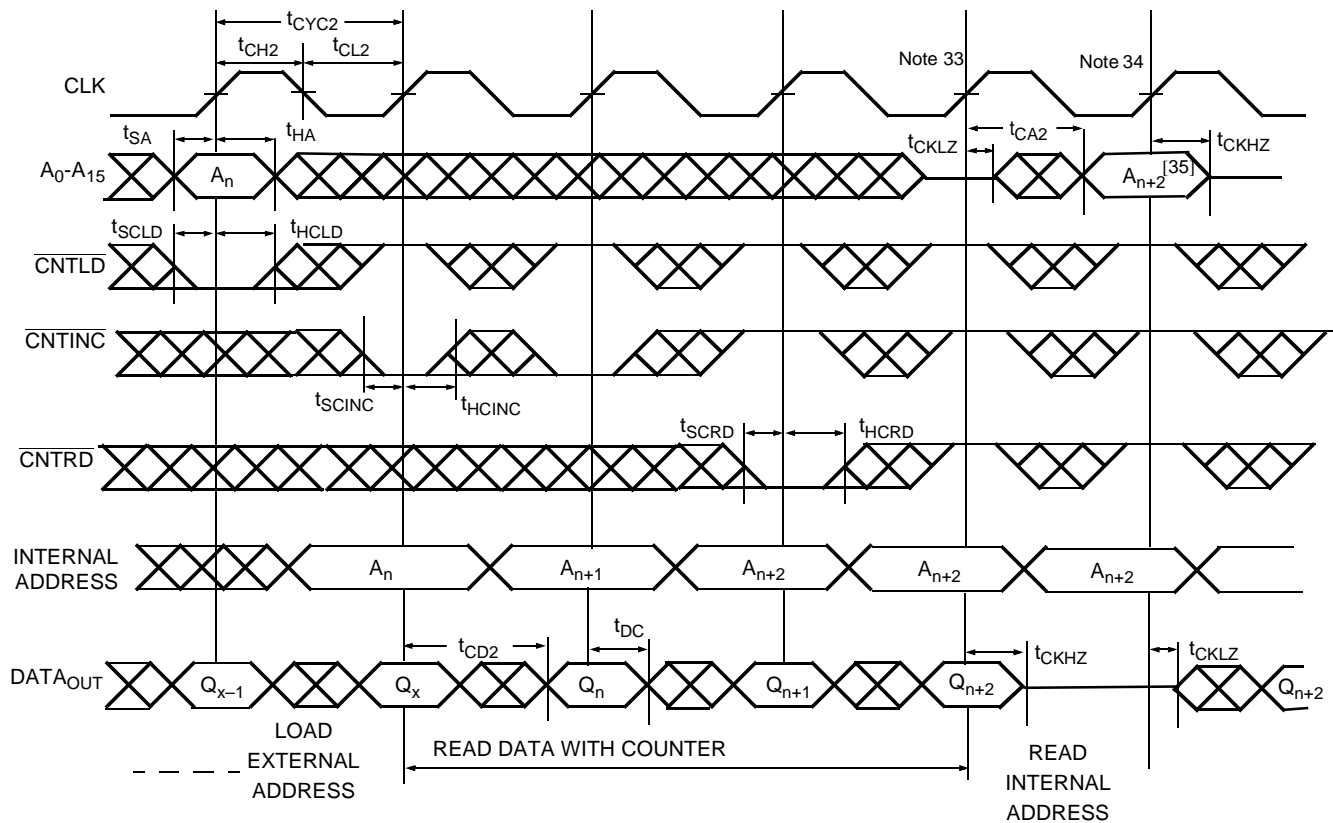 tCYC2
tCH2 tCL2
Note 33 Note 34
CLK
tSA tHA tCKLZ tCA2 tCKHZ
A0-A15 An An+2[35]
tSCLD tHCLD
CNTLD
CNTINC
tSCINC tHCINC
tSCRD tHCRD
CNTRD
INTERNAL
ADDRESS An An+1 An+2 An+2 An+2
tCD2 tDC tCKHZ tCKLZ
DATAOUT Qx–1 Qx Qn Qn+1 Qn+2 Qn+2
LOAD
EXTERNAL
ADDRESS
READ DATA WITH COUNTER
READ
INTERNAL
ADDRESS